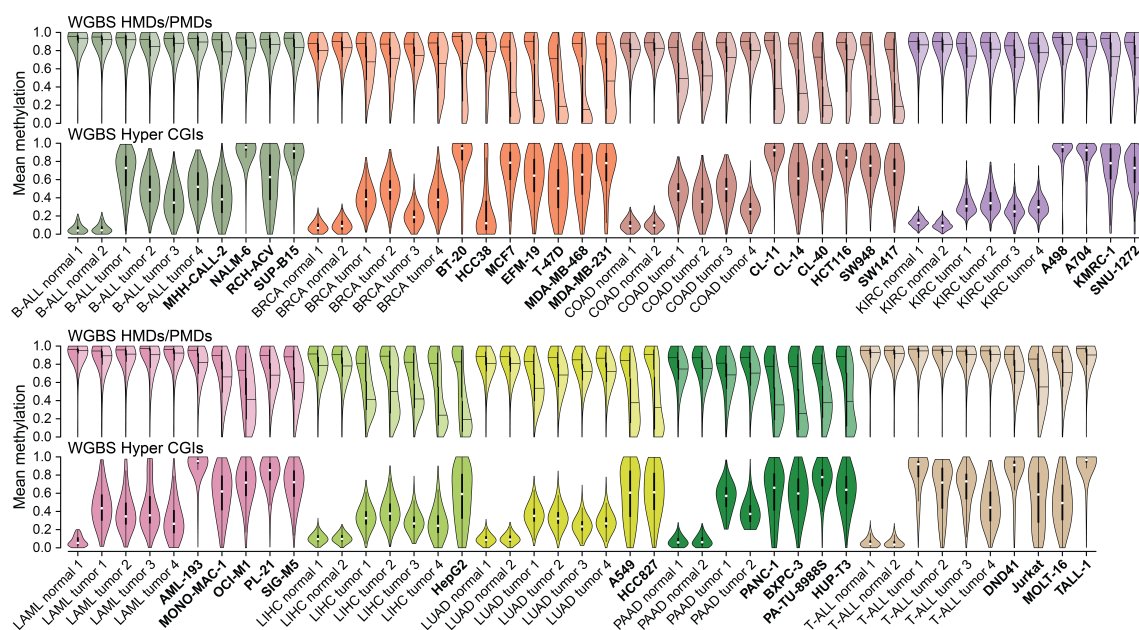 WGBS HMDs/PMDs
1.0
0.8
0.6
0.4
0.2
0.0
WGBS Hyper CGIs
1.0
0.8
0.6
0.4
0.2
0.0
Mean methylation
B-ALL normal 1
B-ALL normal 2
B-ALL tumor 1
B-ALL tumor 2
B-ALL tumor 3
B-ALL tumor 4
MHH-CALL-2
NALM-6
RCH-ACV
SUP-B15
BRCA normal 1
BRCA normal 2
BRCA tumor 1
BRCA tumor 2
BRCA tumor 3
BRCA tumor 4
BT-20
HCC38
MCF7
EFM-19
T-47D
MDA-MB-468
MDA-MB-231
COAD normal 1
COAD normal 2
COAD tumor 1
COAD tumor 2
COAD tumor 3
COAD tumor 4
CL-11
CL-14
CL-40
HCT116
SW948
SW1417
KIRC normal 1
KIRC normal 2
KIRC tumor 1
KIRC tumor 2
KIRC tumor 3
KIRC tumor 4
A498
A704
KMRC-1
SNU-1272
WGBS HMDs/PMDs
1.0
0.8
0.6
0.4
0.2
0.0
WGBS Hyper CGIs
1.0
0.8
0.6
0.4
0.2
0.0
Mean methylation
LAML normal 1
LAML tumor 1
LAML tumor 2
LAML tumor 3
LAML tumor 4
AML-193
MONO-MAC-1
OCI-M1
PL-21
SIG-M5
LIHC normal 1
LIHC normal 2
LIHC tumor 1
LIHC tumor 2
LIHC tumor 3
LIHC tumor 4
HepG2
LUAD normal 1
LUAD normal 2
LUAD tumor 1
LUAD tumor 2
LUAD tumor 3
LUAD tumor 4
A549
HCC827
PAAD normal 1
PAAD normal 2
PAAD tumor 1
PAAD tumor 2
PANC-1
BXPC-3
PA-TU-8988S
HUP-T3
T-ALL normal 1
T-ALL normal 2
T-ALL tumor 1
T-ALL tumor 2
T-ALL tumor 3
T-ALL tumor 4
DND41
Jurkat
MOLT-16
TALL-1